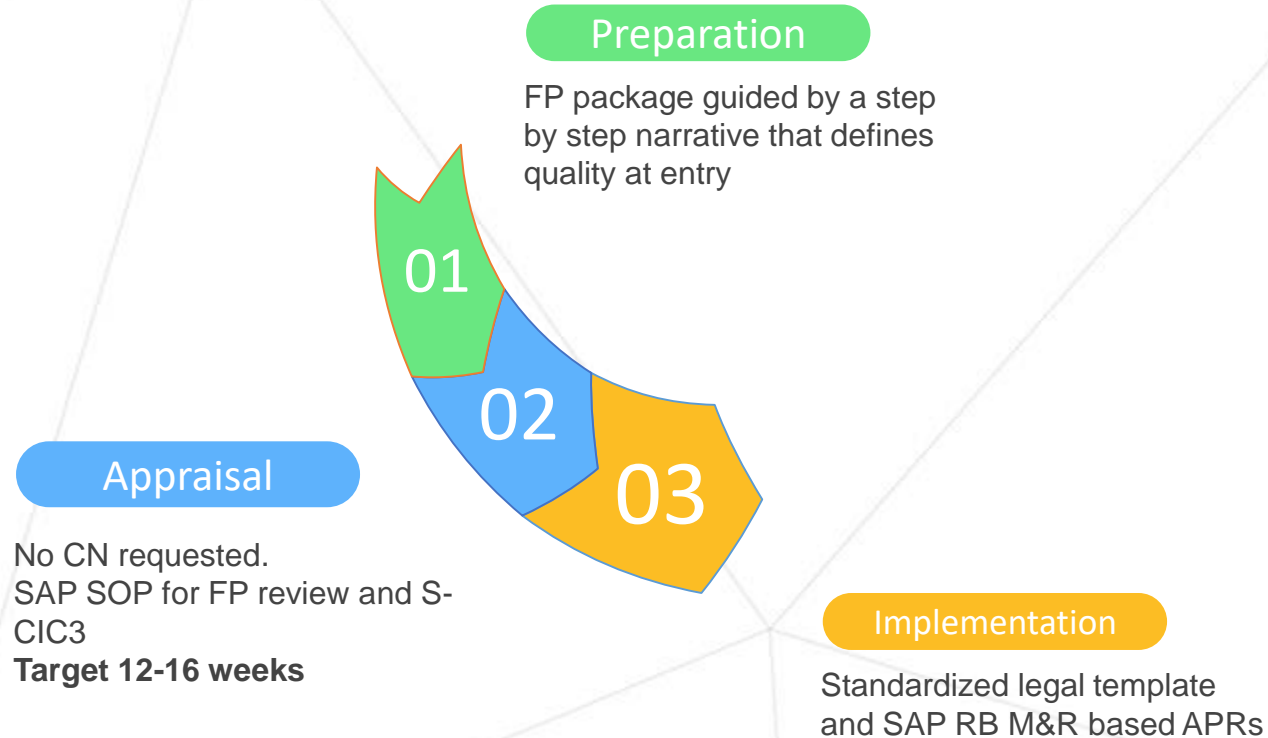 Preparation
FP package guided by a step
by step narrative that defines
quality at entry
01
02
03
Appraisal
No CN requested.
SAP SOP for FP review and S-
CIC3
Target 12-16 weeks
Implementation
Standardized legal template
and SAP RB M&R based APRs